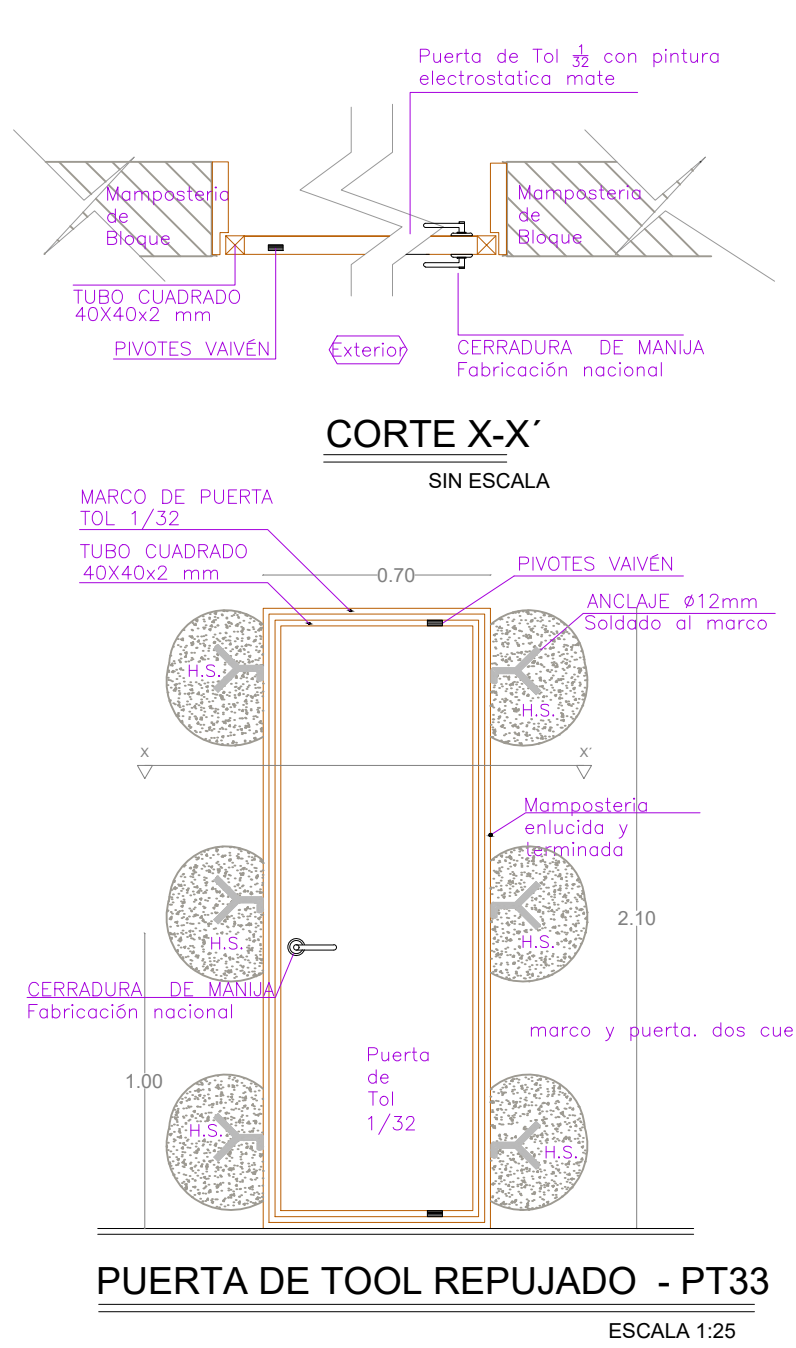 Puerta de Tol 1/32 con pintura
electrostatica mate
Mamposteria
de
Bloque
Mamposteria
de
Bloque
TUBO CUADRADO
40X40x2 mm
PIVOTES VAIVÉN
Exterior
CERRADURA DE MANIJA
Fabricación nacional
CORTE X-X´
SIN ESCALA
MARCO DE PUERTA
TOL 1/32
TUBO CUADRADO
40X40x2 mm
0.70
PIVOTES VAIVÉN
ANCLAJE ø12mm
Soldado al marco
H.S.
H.S.
X
X´
Mamposteria
enlucida y
terminada
2.10
H.S.
H.S.
CERRADURA DE MANIJA
Fabricación nacional
marco y puerta. dos cue
Puerta
de
Tol
1/32
1.00
H.S.
H.S.
PUERTA DE TOOL REPUJADO - PT33
ESCALA 1:25